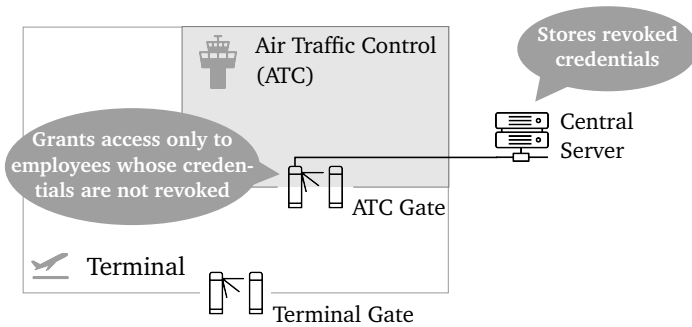 Air Traffic Control
(ATC)
Stores revoked
credentials
Grants access only to
employees whose creden-
tials are not revoked
Central
Server
ATC Gate
Terminal
Terminal Gate